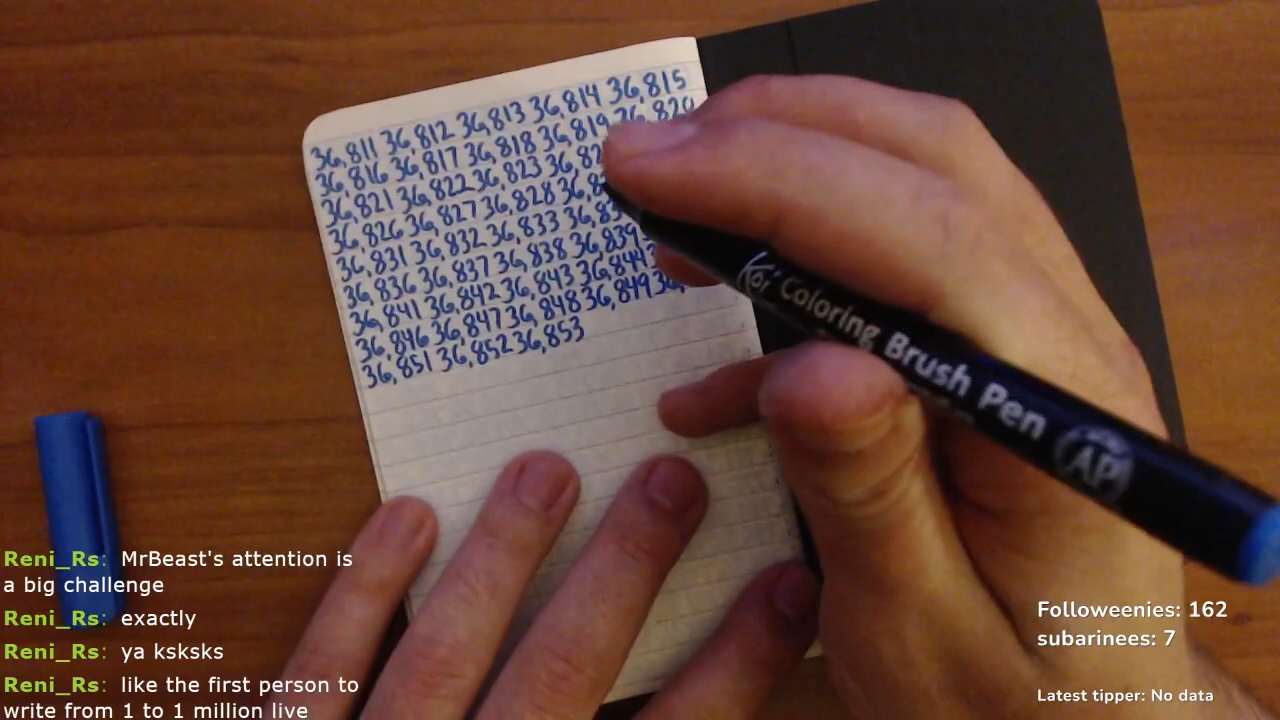 36,811 36,812 36,813 36,814 36,815
36,816 36,817 36,818 36,819 36,820
36,821 36,822 36,823
36,826 36,827 36,828
36,831 36,832 36,833
36,836 36,837 36,838 36,839
36,841 36,842 36,843 36,844
36,846 36,847 36,848 36,849
36,851 36,852 36,853
Koi Coloring Brush Pen AP
Reni_Rs: MrBeast's attention is
a big challenge
Reni_Rs: exactly
Reni_Rs: ya ksksks
Reni_Rs: like the first person to
write from 1 to 1 million live
Followeenies: 162
subarinees: 7
Latest tipper: No data